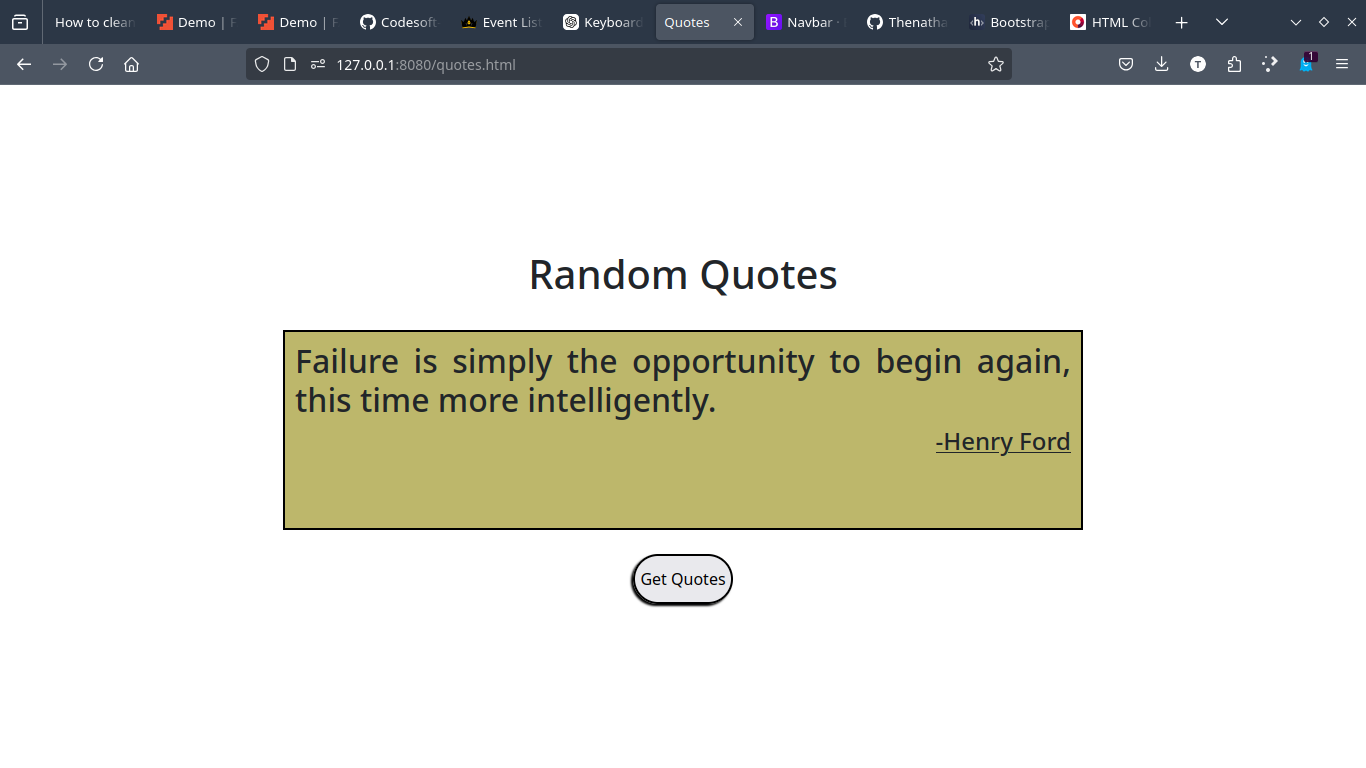 How to clean
Demo | F
Demo | F
Codesoft
Event List
Keyboard
Quotes
Navbar ·
Thenatha
Bootstrap
HTML Co
127.0.0.1:8080/quotes.html
T
1
Random Quotes
Failure is simply the opportunity to begin again,
this time more intelligently.
-Henry Ford
Get Quotes